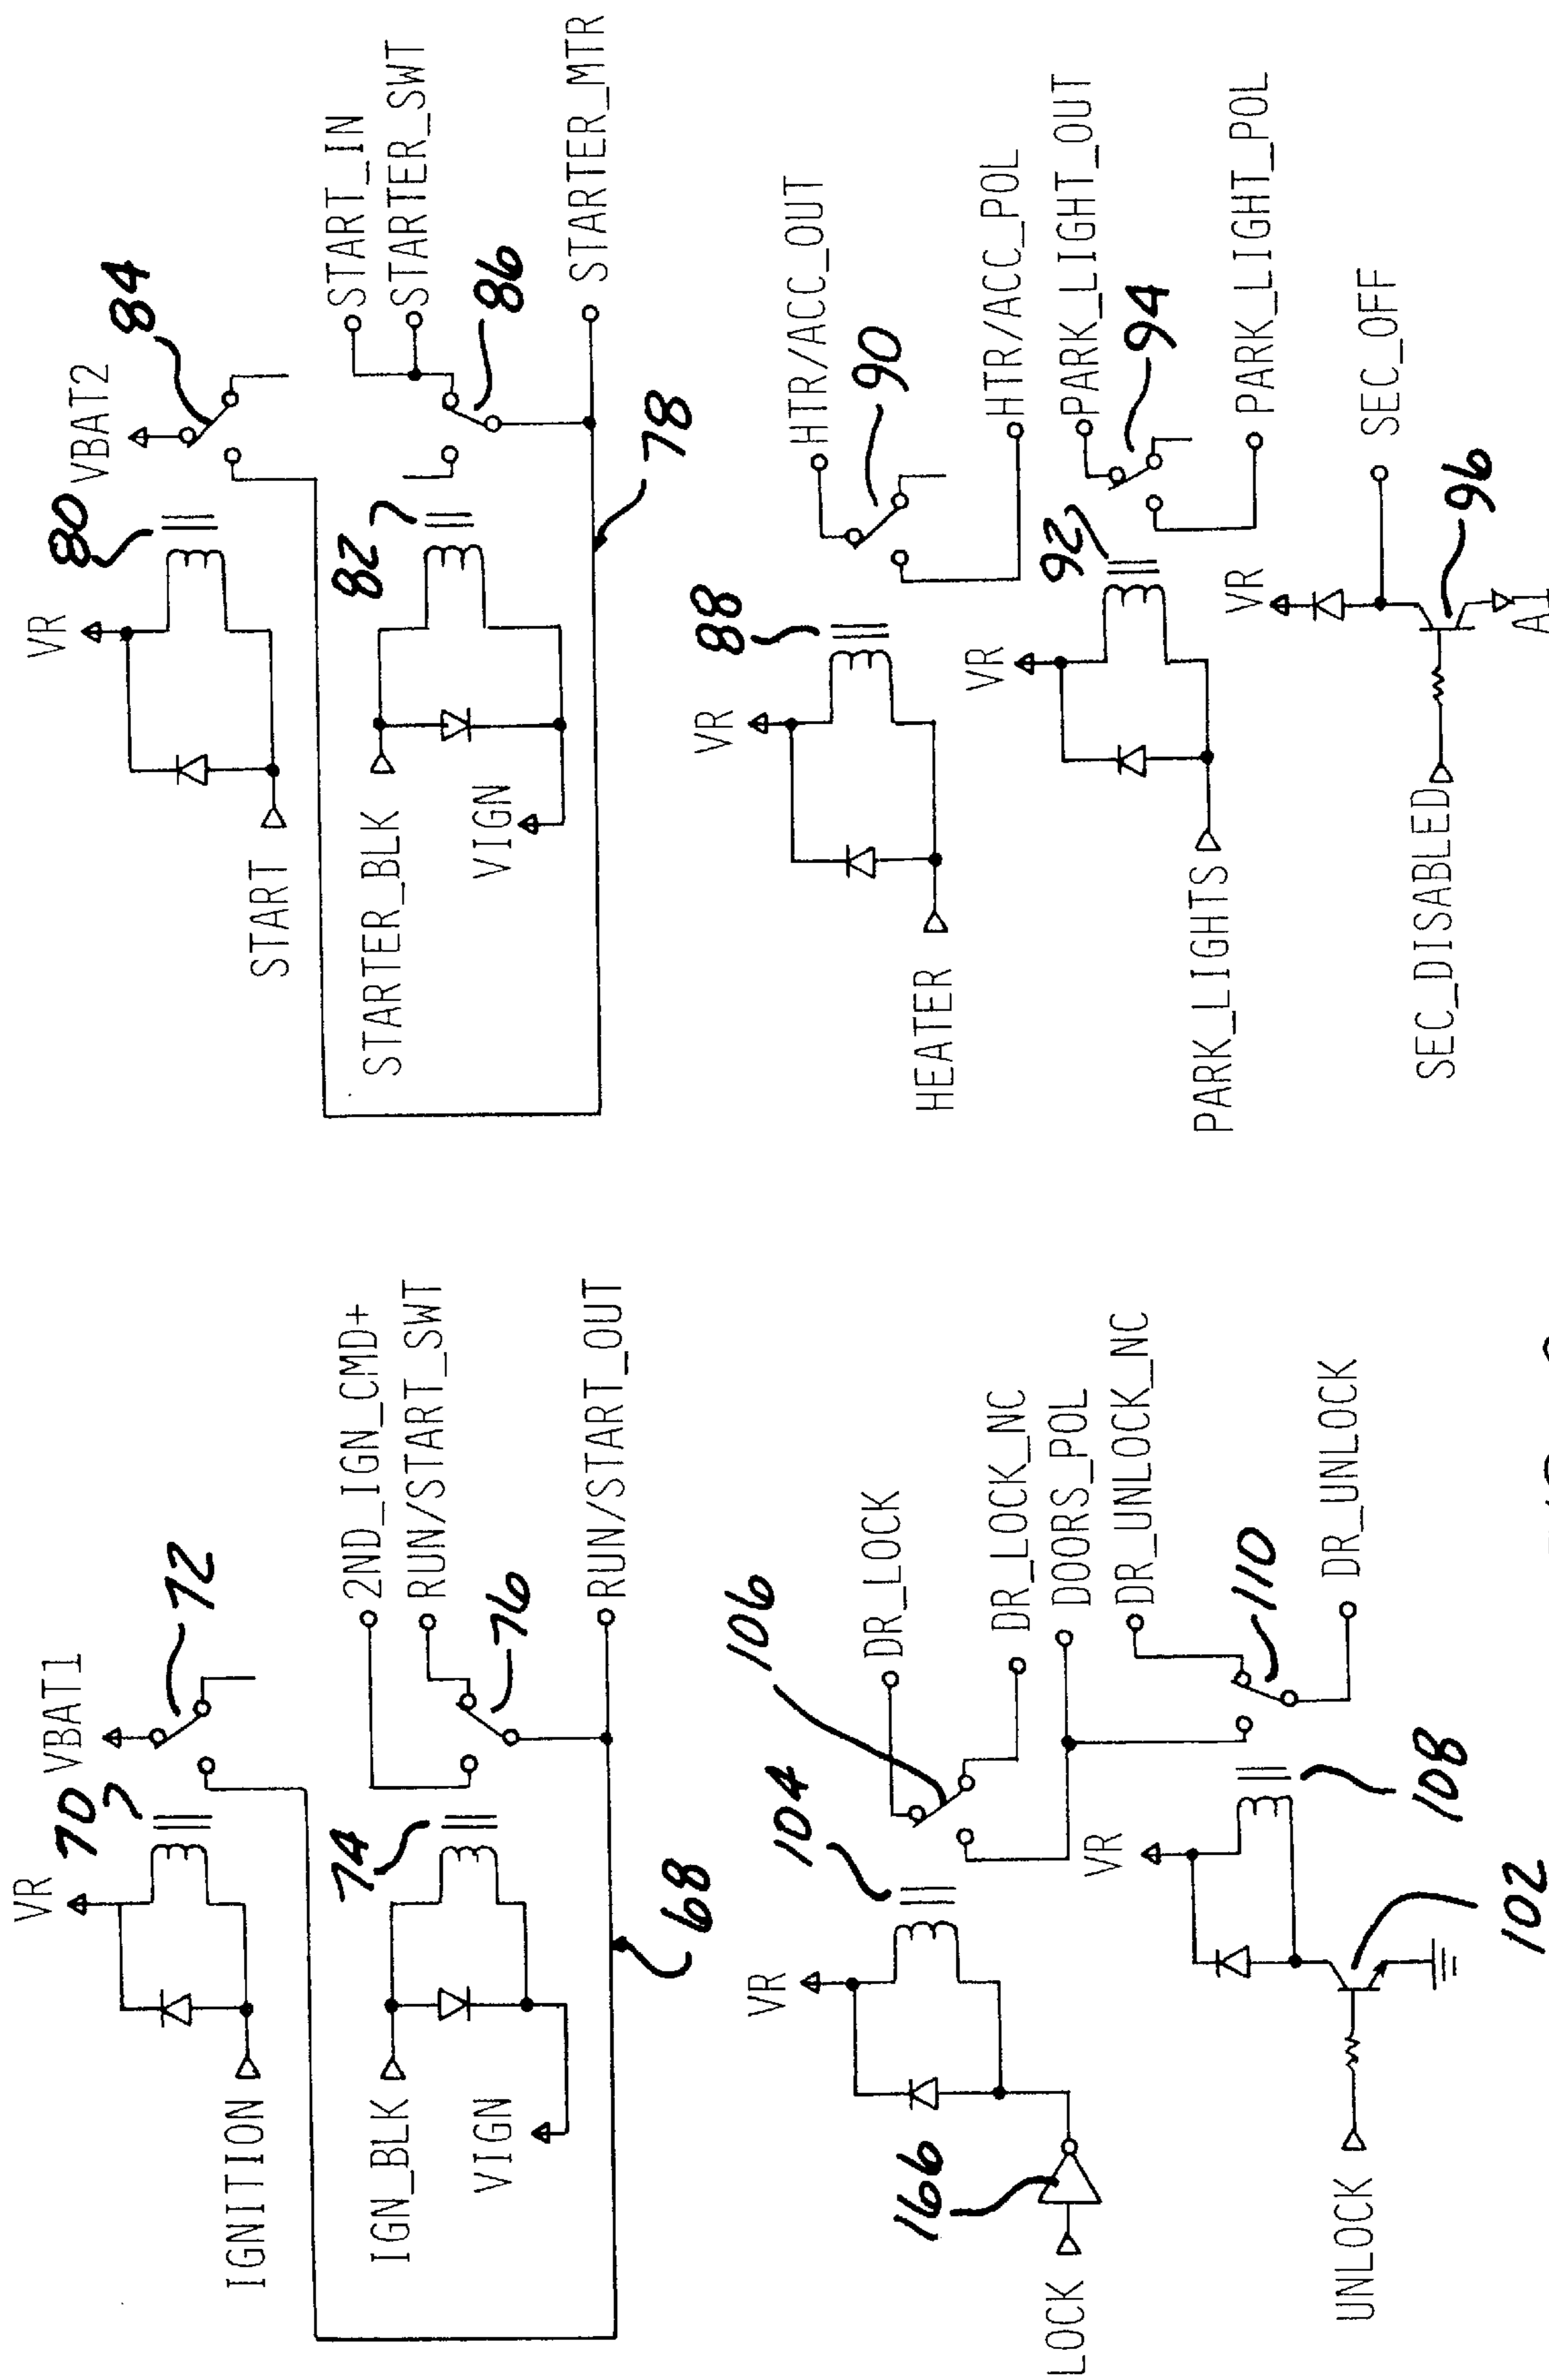 VR
70
VBAT1
72
IGNITION
2ND_IGN_CMD+
RUN/START_SWT
74
76
IGN_BLK
VIGN
RUN/START_OUT
68
VR
80
VBAT2
84
START
START_IN
STARTER_SWT
82
86
STARTER_BLK
VIGN
STARTER_MTR
78
VR
104
106
DR_LOCK
DR_LOCK_NC
DOORS_POL
DR_UNLOCK_NC
166
LOCK
VR
108
110
DR_UNLOCK
UNLOCK
102
VR
88
90
HTR/ACC_OUT
HEATER
HTR/ACC_POL
VR
92
PARK_LIGHT_OUT
94
PARK_LIGHTS
PARK_LIGHT_POL
VR
SEC_OFF
SEC_DISABLED
96
A1